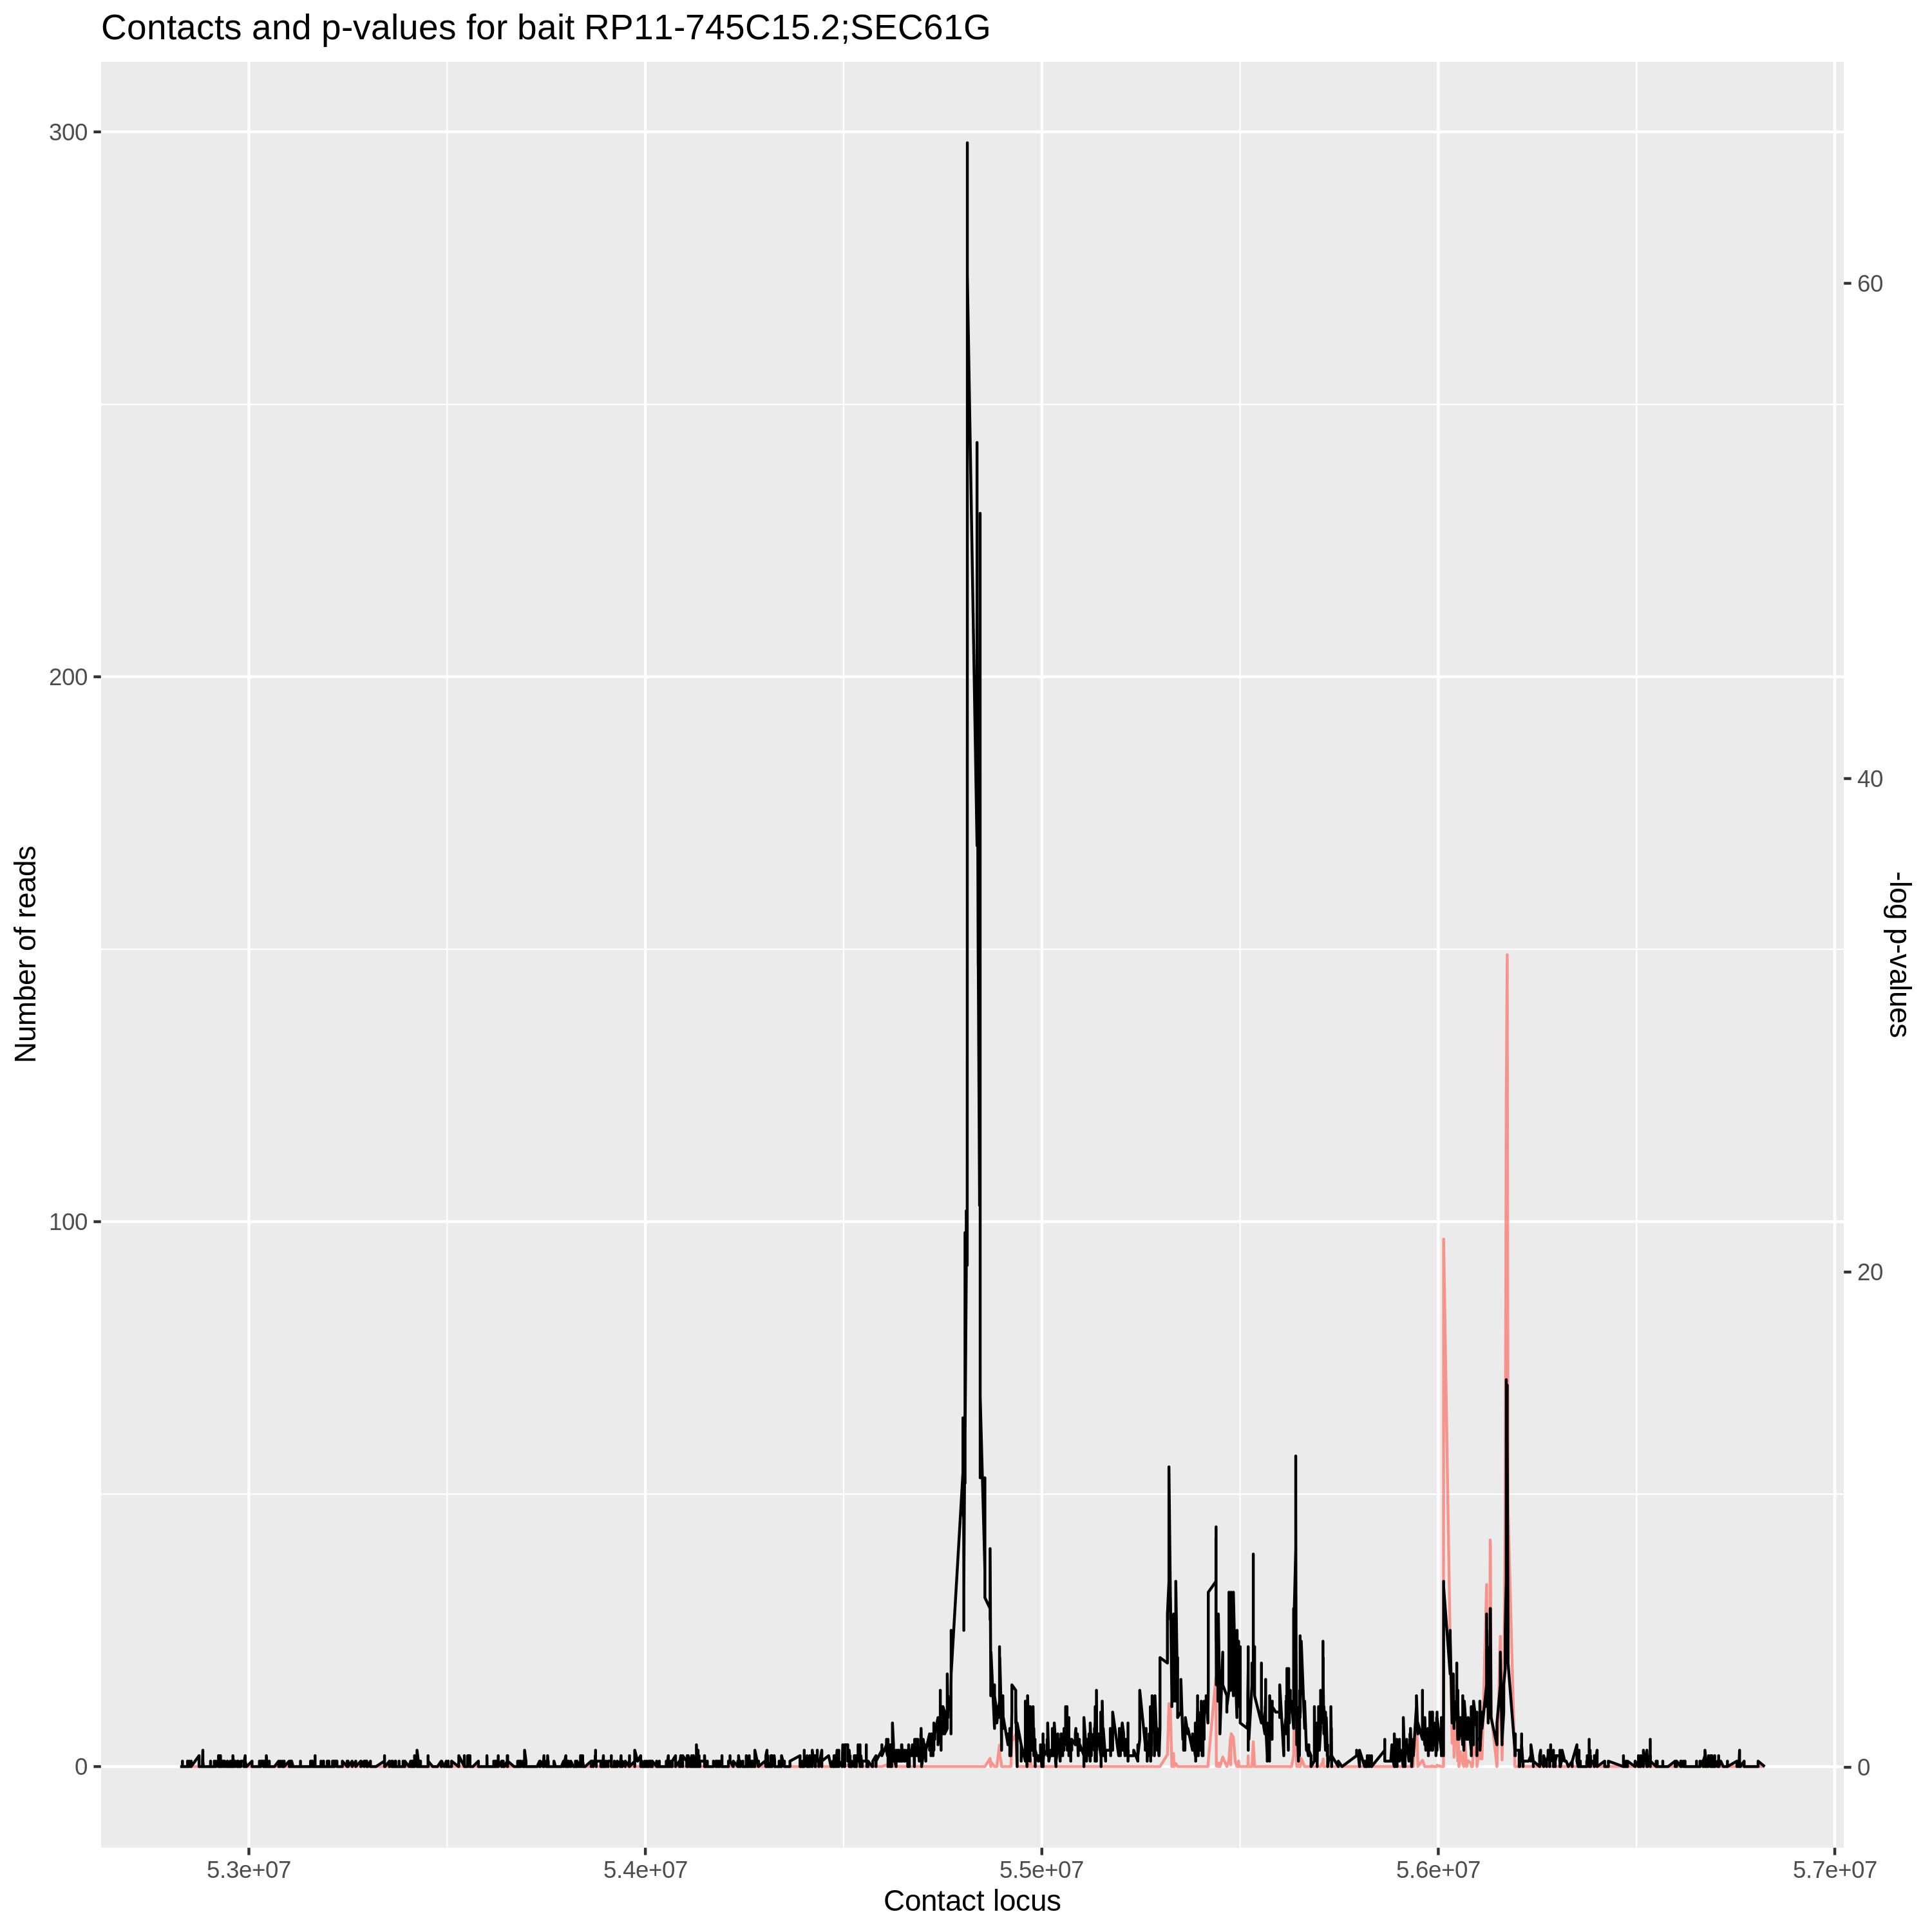 Contacts and p-values for bait RP11-745C15.2;SEC61G
300
200
100
0
Number of reads
60
40
20
0
-log p-values
5.3e+07
5.4e+07
5.5e+07
5.6e+07
5.7e+07
Contact locus